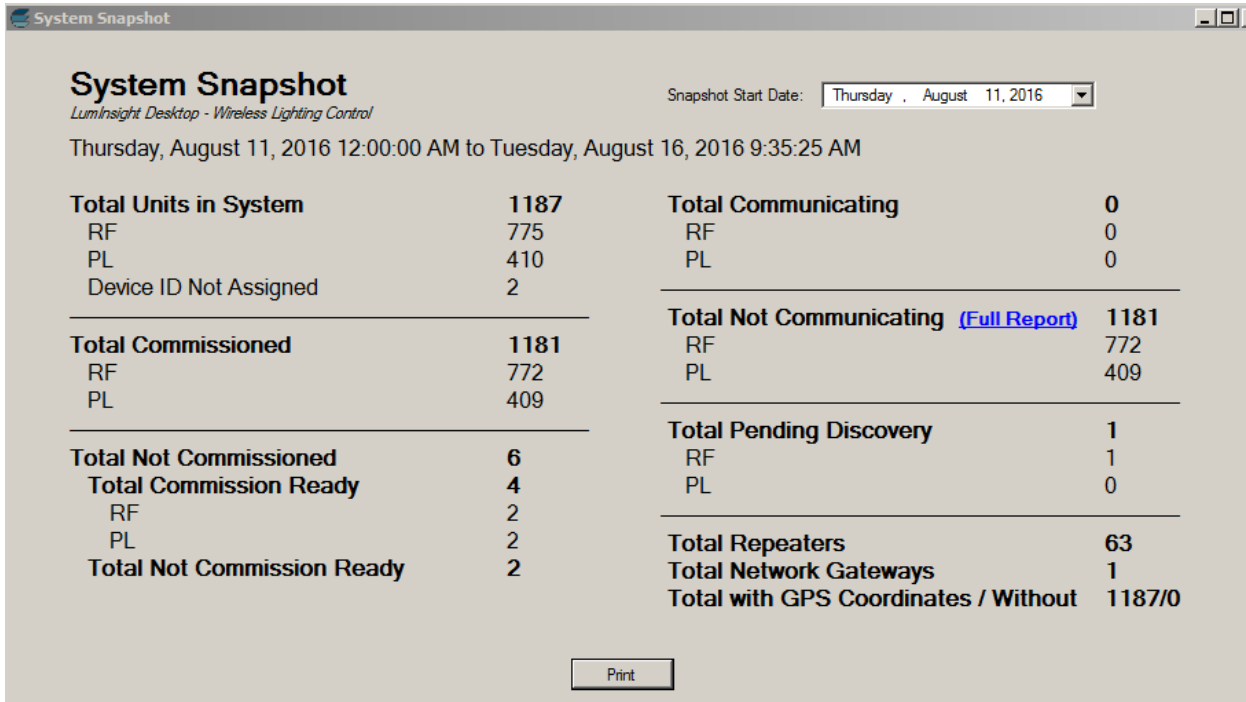 System Snapshot
System Snapshot
LumInsight Desktop - Wireless Lighting Control
Snapshot Start Date: Thursday , August 11, 2016
Thursday, August 11, 2016 12:00:00 AM to Tuesday, August 16, 2016 9:35:25 AM
Total Units in System 1187
RF 775
PL 410
Device ID Not Assigned 2
Total Commissioned 1181
RF 772
PL 409
Total Not Commissioned 6
Total Commission Ready 4
RF 2
PL 2
Total Not Commission Ready 2
Total Communicating 0
RF 0
PL 0
Total Not Communicating (Full Report) 1181
RF 772
PL 409
Total Pending Discovery 1
RF 1
PL 0
Total Repeaters 63
Total Network Gateways 1
Total with GPS Coordinates / Without 1187/0
Print